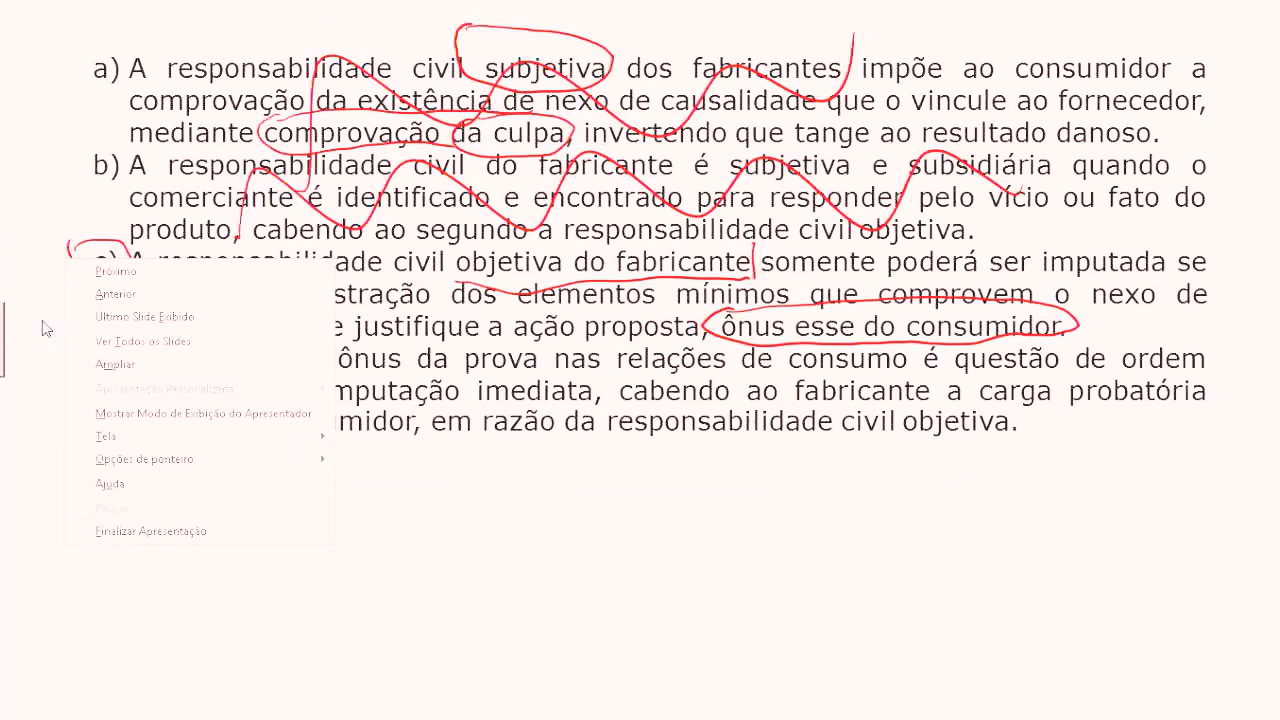 a) A responsabilidade civil subjetiva dos fabricantes impõe ao consumidor a
comprovação da existência de nexo de causalidade que o vincule ao fornecedor,
mediante comprovação da culpa, invertendo que tange ao resultado danoso.
b) A responsabilidade civil do fabricante é subjetiva e subsidiária quando o
comerciante é identificado e encontrado para responder pelo vício ou fato do
produto, cabendo ao segundo a responsabilidade civil objetiva.
c) A responsabilidade civil objetiva do fabricante somente poderá ser imputada se
stração dos elementos mínimos que comprovem o nexo de
e justifique a ação proposta, ônus esse do consumidor.
ônus da prova nas relações de consumo é questão de ordem
mputação imediata, cabendo ao fabricante a carga probatória
umidor, em razão da responsabilidade civil objetiva.
Próximo
Anterior
Último Slide Exibido
Ver Todos os Slides
Ampliar
Apresentação Personalizada
Mostrar Modo de Exibição do Apresentador
Tela
Opções de ponteiro
Ajuda
Pausar
Finalizar Apresentação